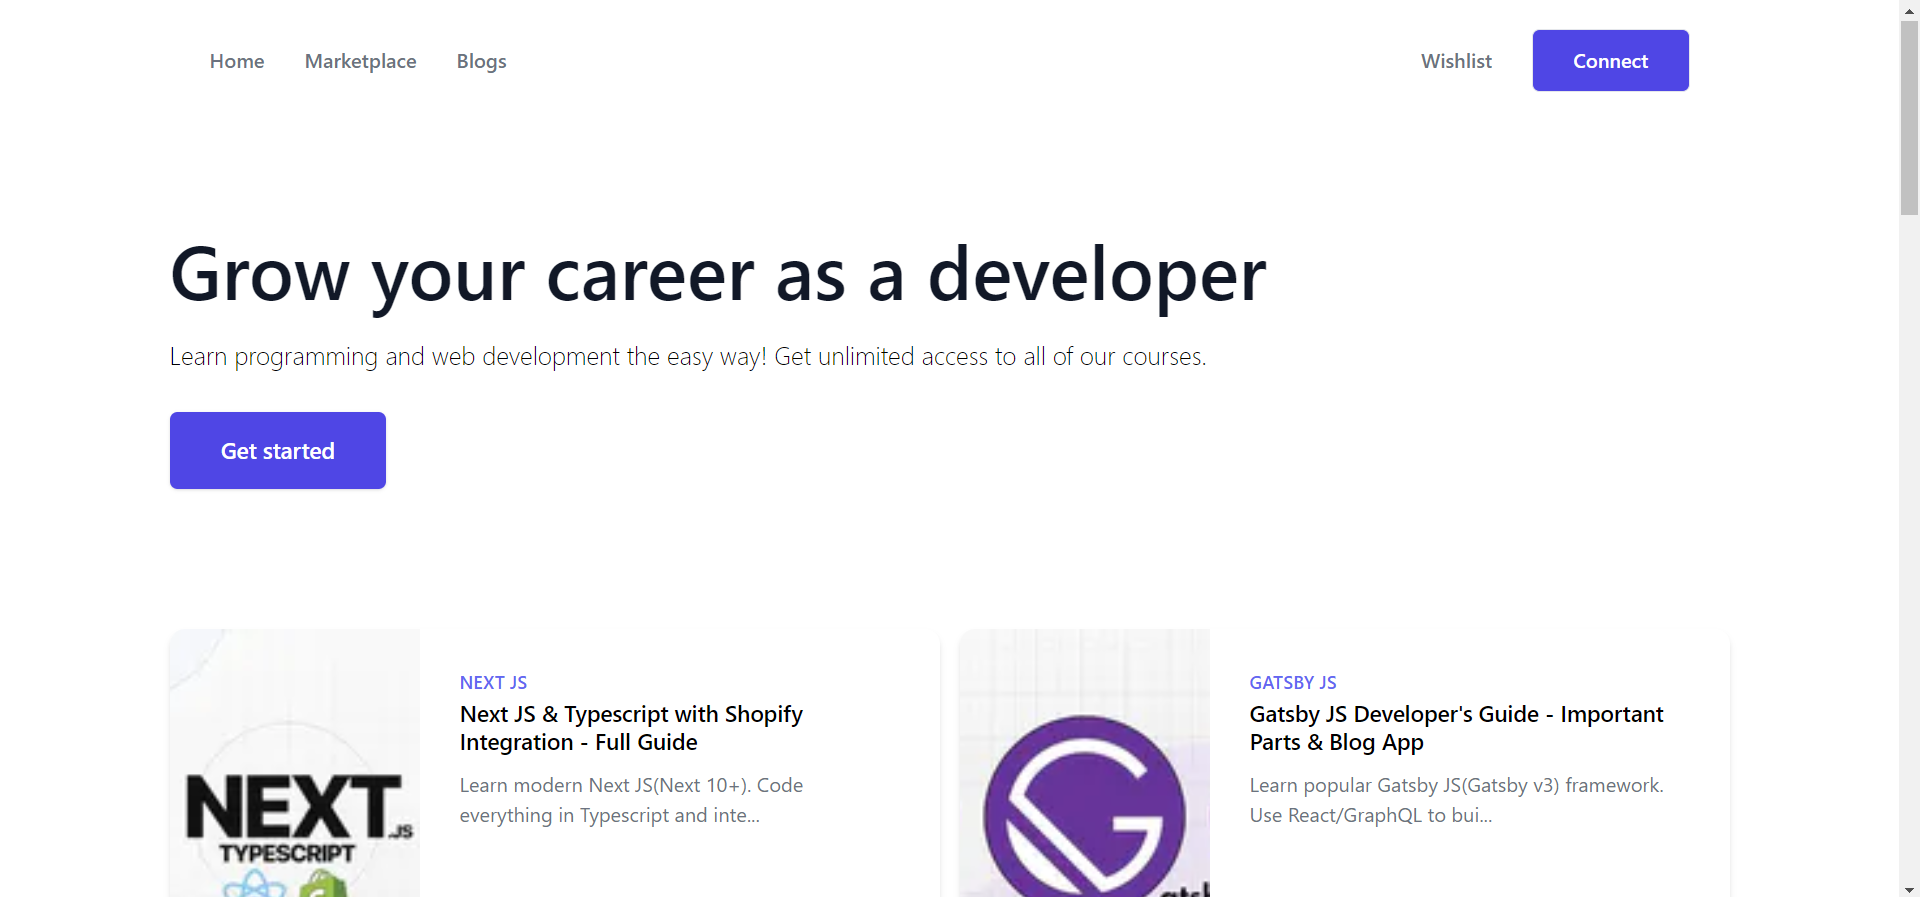 Home Marketplace Blogs Wishlist Connect
Grow your career as a developer
Learn programming and web development the easy way! Get unlimited access to all of our courses.
Get started
NEXT.JS
TYPESCRIPT
NEXT JS
Next JS & Typescript with Shopify
Integration - Full Guide
Learn modern Next JS(Next 10+). Code
everything in Typescript and inte...
GATSBY JS
Gatsby JS Developer's Guide - Important
Parts & Blog App
Learn popular Gatsby JS(Gatsby v3) framework.
Use React/GraphQL to bui...